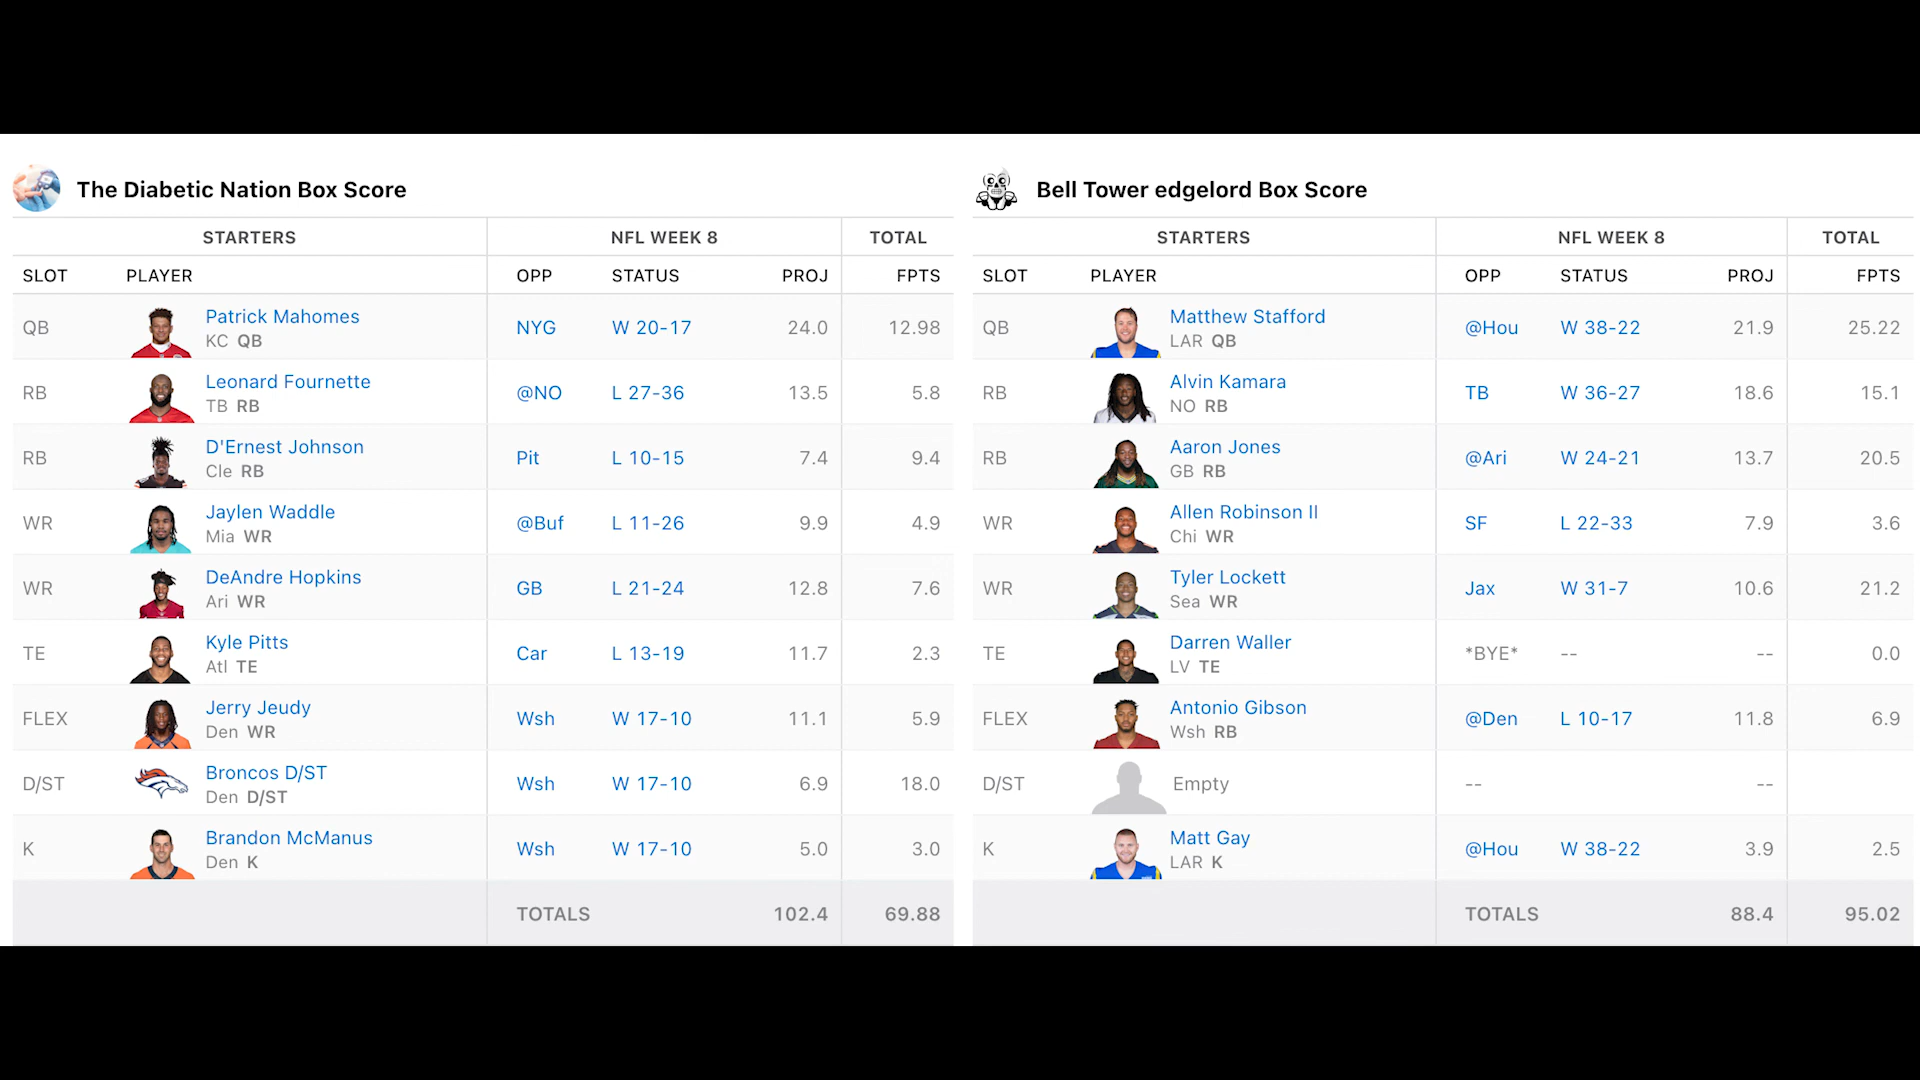 The Diabetic Nation Box Score
STARTERS NFL WEEK 8 TOTAL
SLOT PLAYER OPP STATUS PROJ FPTS
QB Patrick Mahomes KC QB NYG W 20-17 24.0 12.98
RB Leonard Fournette TB RB @NO L 27-36 13.5 5.8
RB D'Ernest Johnson Cle RB Pit L 10-15 7.4 9.4
WR Jaylen Waddle Mia WR @Buf L 11-26 9.9 4.9
WR DeAndre Hopkins Ari WR GB L 21-24 12.8 7.6
TE Kyle Pitts Atl TE Car L 13-19 11.7 2.3
FLEX Jerry Jeudy Den WR Wsh W 17-10 11.1 5.9
D/ST Broncos D/ST Den D/ST Wsh W 17-10 6.9 18.0
K Brandon McManus Den K Wsh W 17-10 5.0 3.0
TOTALS 102.4 69.88
Bell Tower edgelord Box Score
STARTERS NFL WEEK 8 TOTAL
SLOT PLAYER OPP STATUS PROJ FPTS
QB Matthew Stafford LAR QB @Hou W 38-22 21.9 25.22
RB Alvin Kamara NO RB TB W 36-27 18.6 15.1
RB Aaron Jones GB RB @Ari W 24-21 13.7 20.5
WR Allen Robinson II Chi WR SF L 22-33 7.9 3.6
WR Tyler Lockett Sea WR Jax W 31-7 10.6 21.2
TE Darren Waller LV TE *BYE* -- -- 0.0
FLEX Antonio Gibson Wsh RB @Den L 10-17 11.8 6.9
D/ST Empty -- --
K Matt Gay LAR K @Hou W 38-22 3.9 2.5
TOTALS 88.4 95.02